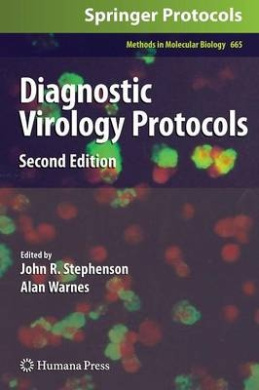 Springer Protocols
Methods in Molecular Biology 665
Diagnostic
Virology Protocols
Second Edition
Edited by
John R. Stephenson
Alan Warnes
Humana Press